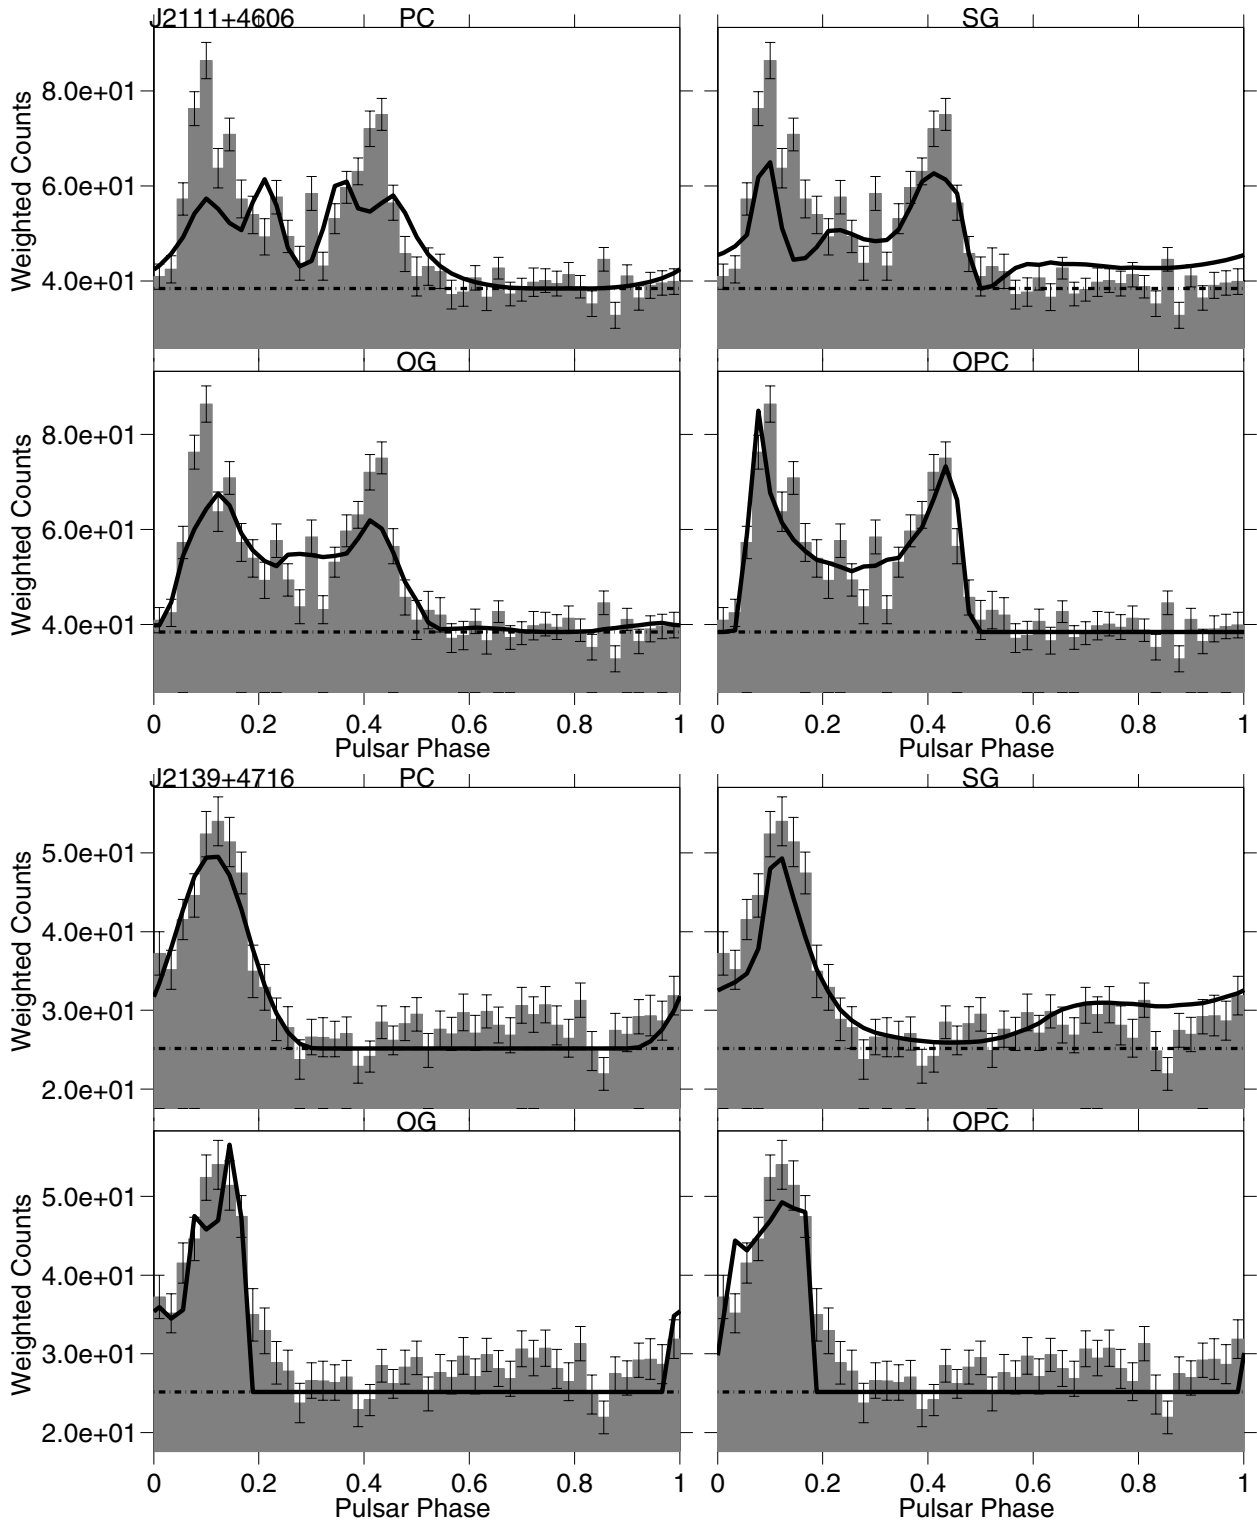 J2111+4606 PC SG
8.0e+01
6.0e+01
4.0e+01
Weighted Counts
OG OPC
8.0e+01
6.0e+01
4.0e+01
Weighted Counts
0 0.2 0.4 0.6 0.8 1 0 0.2 0.4 0.6 0.8 1
Pulsar Phase Pulsar Phase
J2139+4716 PC SG
5.0e+01
4.0e+01
3.0e+01
2.0e+01
Weighted Counts
OG OPC
5.0e+01
4.0e+01
3.0e+01
2.0e+01
Weighted Counts
0 0.2 0.4 0.6 0.8 1 0 0.2 0.4 0.6 0.8 1
Pulsar Phase Pulsar Phase